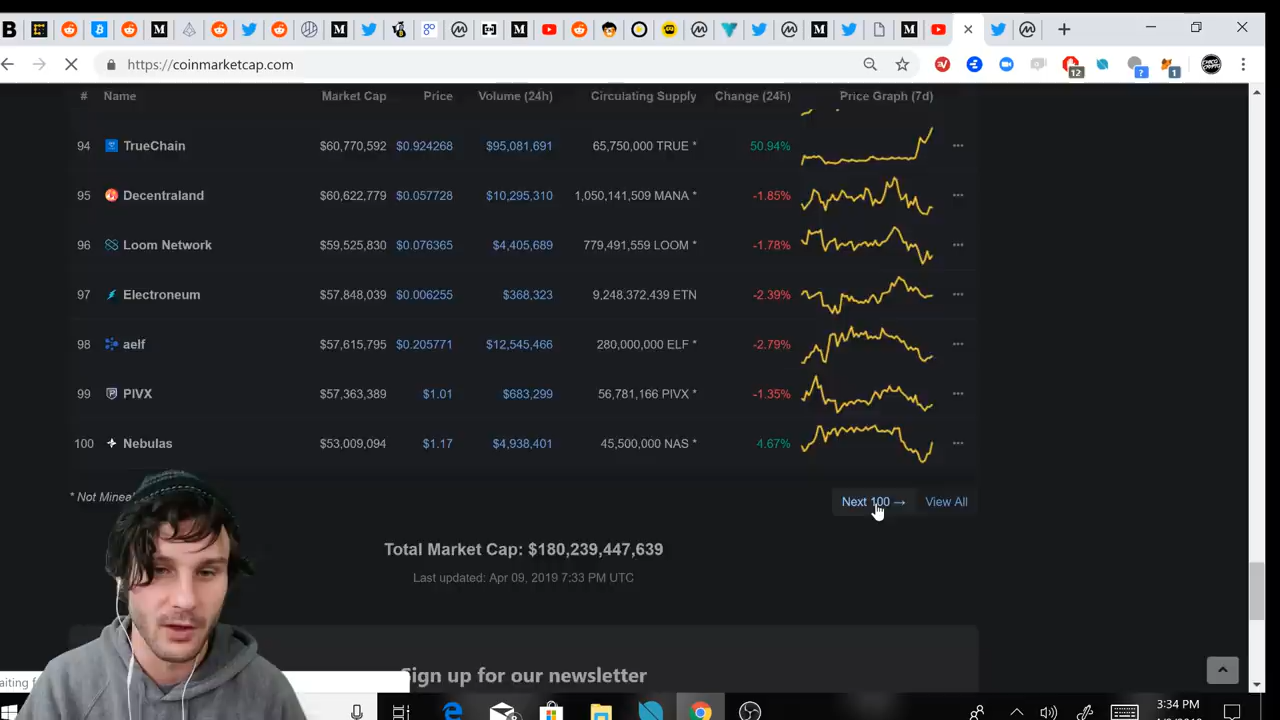 https://coinmarketcap.com
12
?
1
# Name Market Cap Price Volume (24h) Circulating Supply Change (24h) Price Graph (7d)
94 TrueChain $60,770,592 $0.924268 $95,081,691 65,750,000 TRUE * 50.94%
95 Decentraland $60,622,779 $0.057728 $10,295,310 1,050,141,509 MANA * -1.85%
96 Loom Network $59,525,830 $0.076365 $4,405,689 779,491,559 LOOM * -1.78%
97 Electroneum $57,848,039 $0.006255 $368,323 9,248,372,439 ETN -2.39%
98 aelf $57,615,795 $0.205771 $12,545,466 280,000,000 ELF * -2.79%
99 PIVX $57,363,389 $1.01 $683,299 56,781,166 PIVX * -1.35%
100 Nebulas $53,009,094 $1.17 $4,938,401 45,500,000 NAS * 4.67%
* Not Minea
Next 100 → View All
Total Market Cap: $180,239,447,639
Last updated: Apr 09, 2019 7:33 PM UTC
Sign up for our newsletter
aiting f
3:34 PM